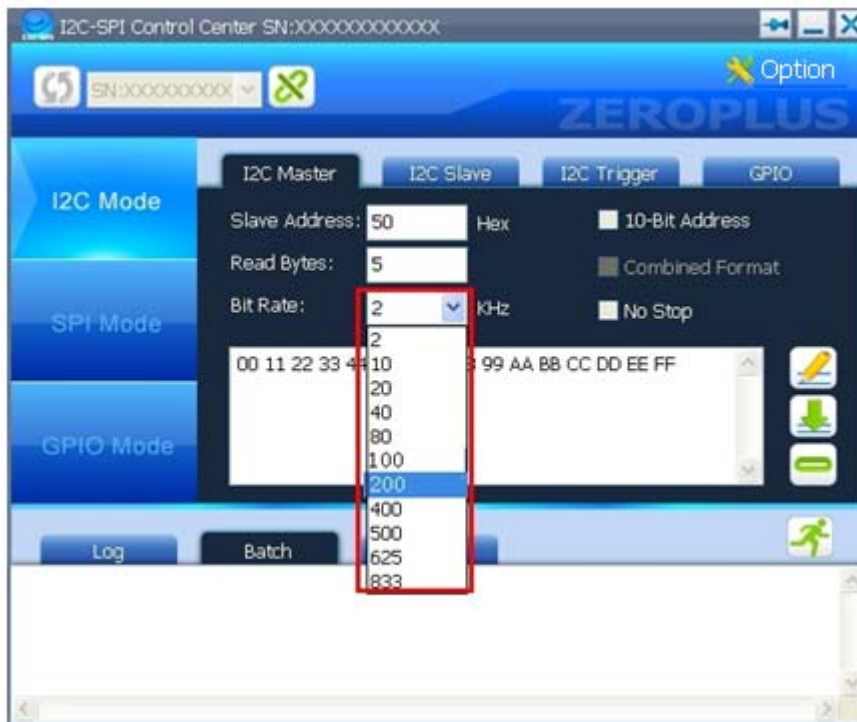 I2C-SPI Control Center SN:XXXXXXXXXXXX
SN:XXXXXXXXX
Option
ZEROPLUS
I2C Mode
SPI Mode
GPIO Mode
I2C Master I2C Slave I2C Trigger GPIO
Slave Address: 50 Hex 10-Bit Address
Read Bytes: 5 Combined Format
Bit Rate: 2 KHz No Stop
00 11 22 33 99 AA BB CC DD EE FF
2
10
20
40
80
100
200
400
500
625
833
Log Batch